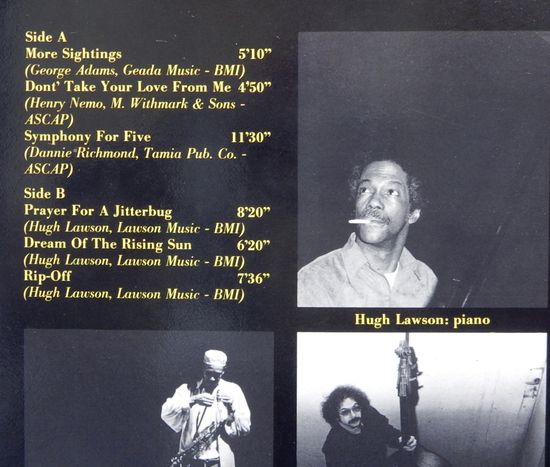 Side A
More Sightings 5'10"
(George Adams, Geada Music - BMI)
Dont' Take Your Love From Me 4'50"
(Henry Nemo, M. Withmark & Sons -
ASCAP)
Symphony For Five 11'30"
(Dannie Richmond, Tamia Pub. Co. -
ASCAP)
Side B
Prayer For A Jitterbug 8'20"
(Hugh Lawson, Lawson Music - BMI)
Dream Of The Rising Sun 6'20"
(Hugh Lawson, Lawson Music - BMI)
Rip-Off 7'36"
(Hugh Lawson, Lawson Music - BMI)
Hugh Lawson: piano